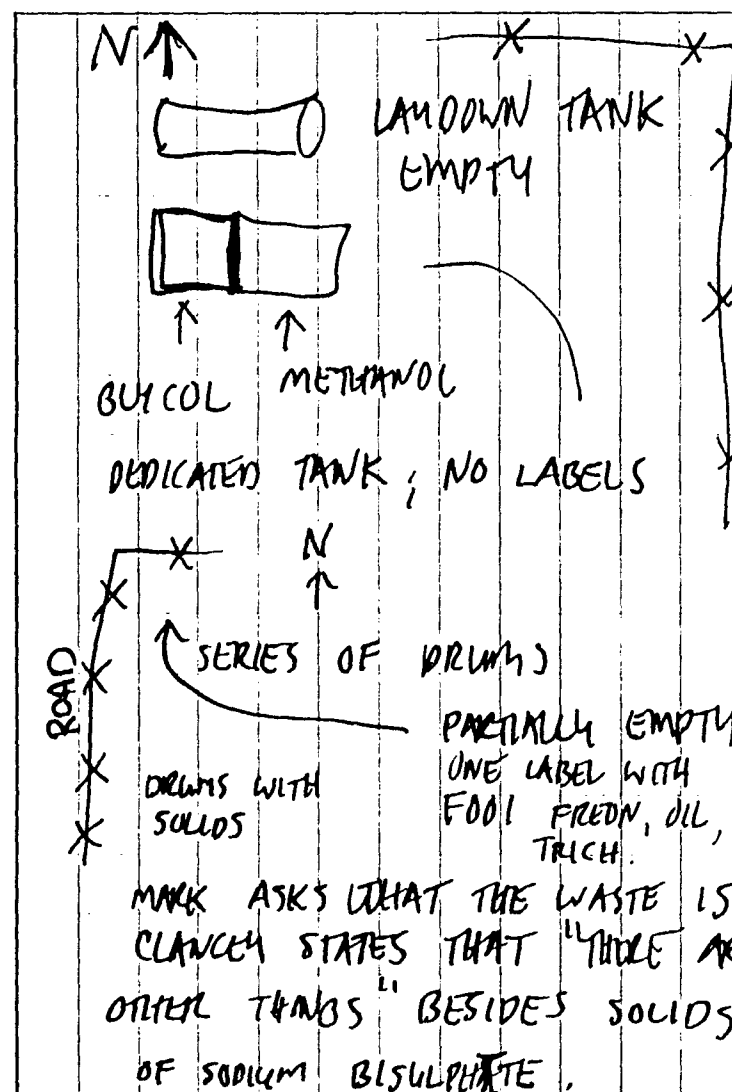 N
LAYDOWN TANK
EMPTY
GLYCOL METHANOL
DEDICATED TANK; NO LABELS
N
ROAD
SERIES OF DRUMS
PARTIALLY EMPTY
ONE LABEL WITH
F001 FREON, OIL,
TRICH.
DRUMS WITH
SOLIDS
MARK ASKS WHAT THE WASTE IS
CLANCEY STATES THAT "THERE AR
OTHER THINGS" BESIDES SOLIDS
OF SODIUM BISULPHATE.